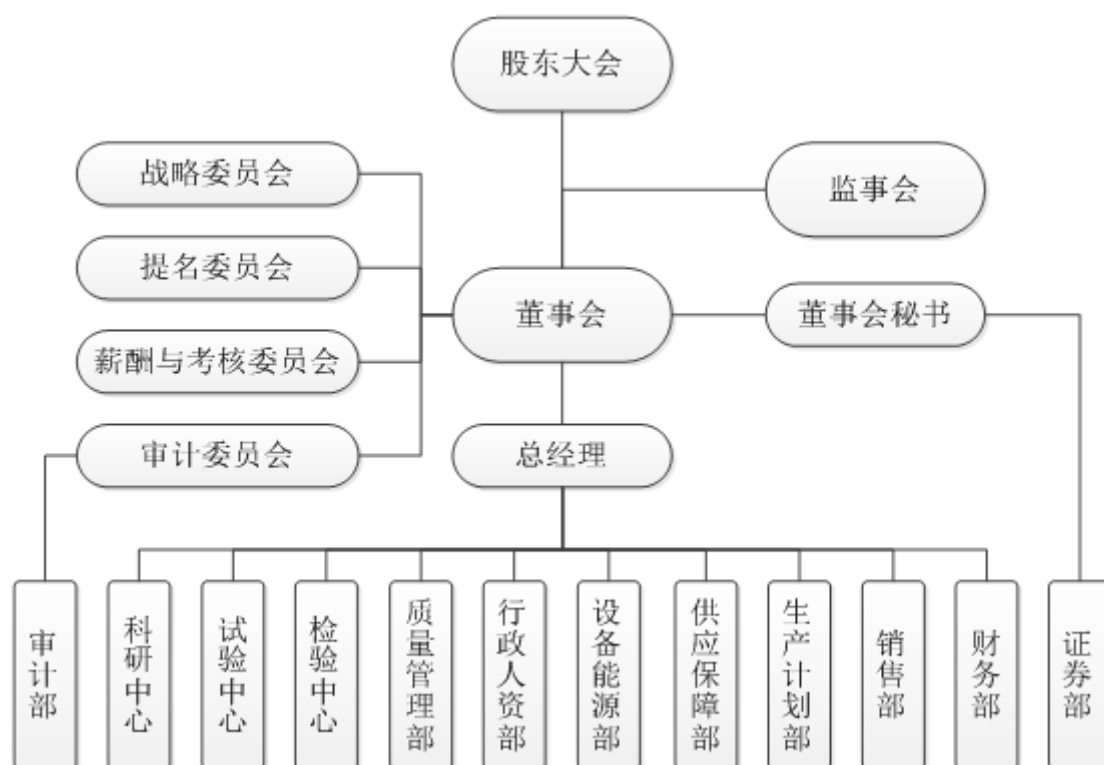 股东大会
战略委员会
监事会
提名委员会
董事会
董事会秘书
薪酬与考核委员会
审计委员会
总经理
审计部
科研中心
试验中心
检验中心
质量管理部
行政人资部
设备能源部
供应保障部
生产计划部
销售部
财务部
证券部